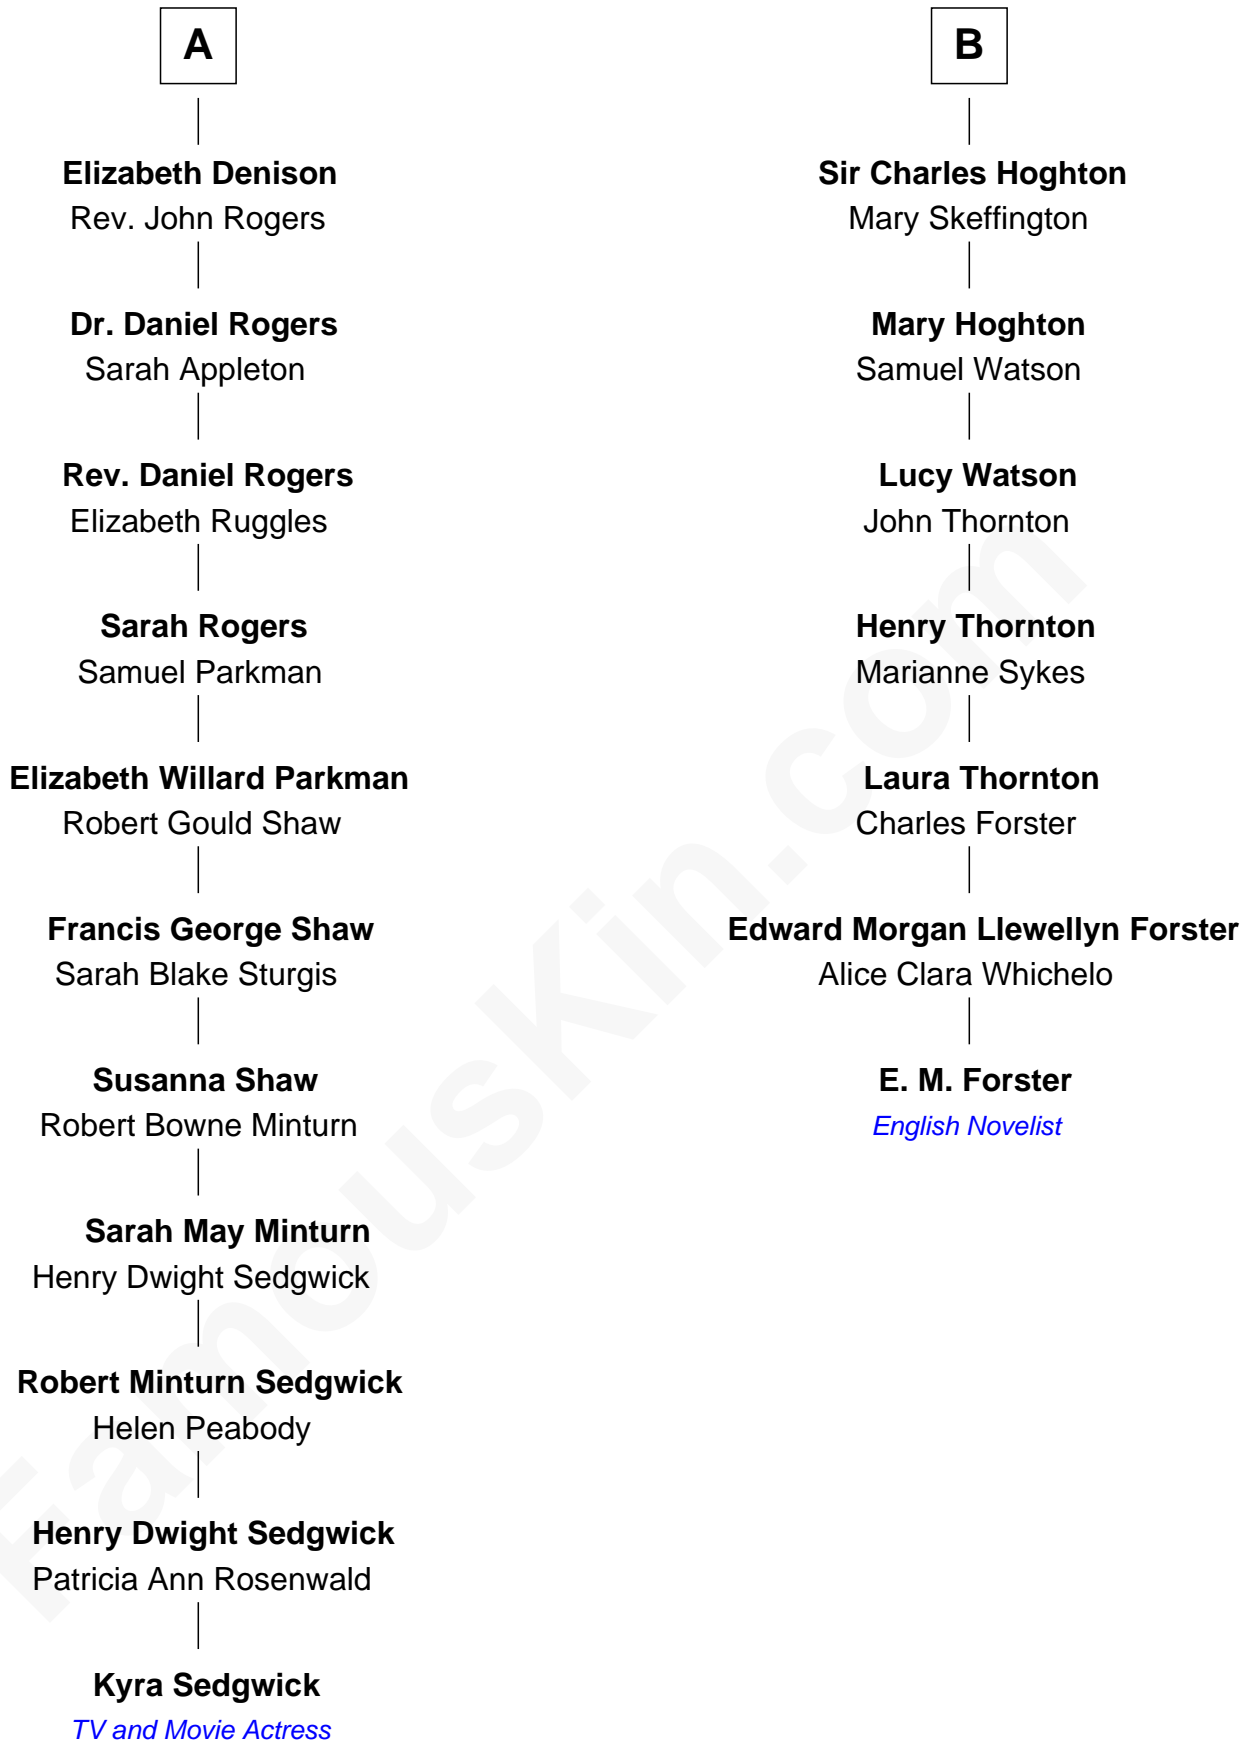 A
Elizabeth Denison
Rev. John Rogers
Dr. Daniel Rogers
Sarah Appleton
Rev. Daniel Rogers
Elizabeth Ruggles
Sarah Rogers
Samuel Parkman
Elizabeth Willard Parkman
Robert Gould Shaw
Francis George Shaw
Sarah Blake Sturgis
Susanna Shaw
Robert Bowne Minturn
Sarah May Minturn
Henry Dwight Sedgwick
Robert Minturn Sedgwick
Helen Peabody
Henry Dwight Sedgwick
Patricia Ann Rosenwald
Kyra Sedgwick
TV and Movie Actress
B
Sir Charles Hoghton
Mary Skeffington
Mary Hoghton
Samuel Watson
Lucy Watson
John Thornton
Henry Thornton
Marianne Sykes
Laura Thornton
Charles Forster
Edward Morgan Llewellyn Forster
Alice Clara Whichelo
E. M. Forster
English Novelist
FamousKin.com